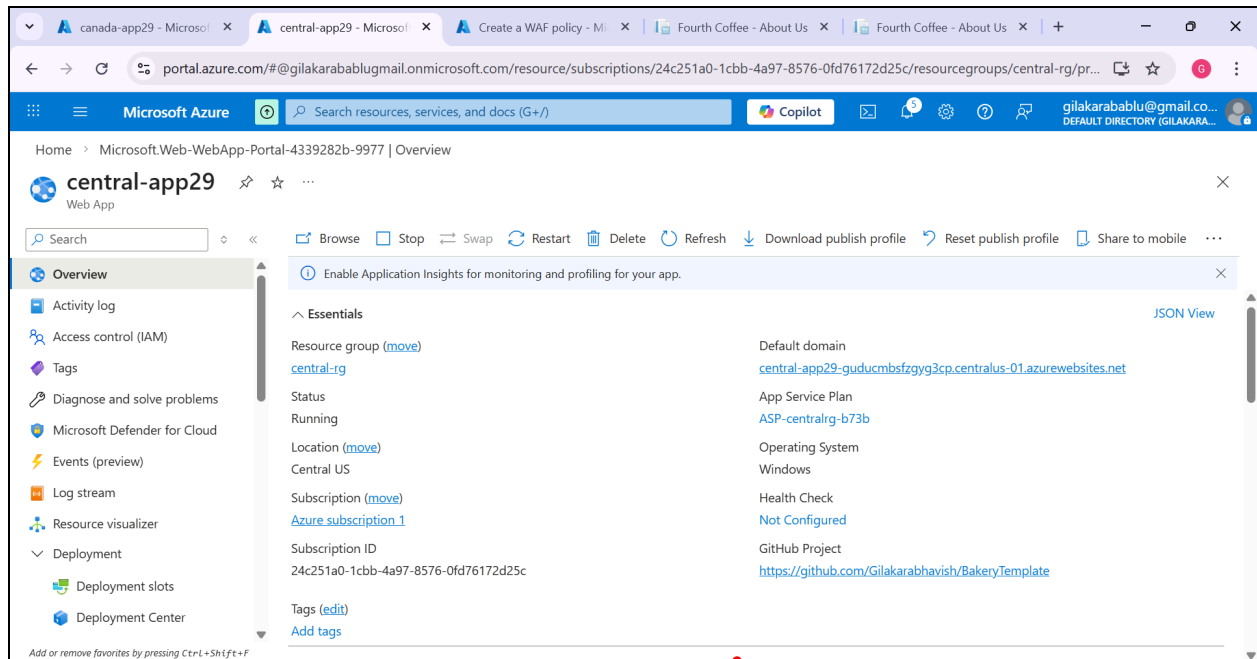 canada-app29 - Microsof
central-app29 - Microsoft
Create a WAF policy - Mi
Fourth Coffee - About Us
Fourth Coffee - About Us
portal.azure.com/#@gilakarabablugmail.onmicrosoft.com/resource/subscriptions/24c251a0-1cbb-4a97-8576-0fd76172d25c/resourcegroups/central-rg/pr...
G
Microsoft Azure
Search resources, services, and docs (G+/)
Copilot
5
gilakarabablu@gmail.co...
DEFAULT DIRECTORY (GILAKARA...
Home > Microsoft.Web-WebApp-Portal-4339282b-9977 | Overview
central-app29
Web App
Search
Browse Stop Swap Restart Delete Refresh Download publish profile Reset publish profile Share to mobile ...
Overview
Activity log
Access control (IAM)
Tags
Diagnose and solve problems
Microsoft Defender for Cloud
Events (preview)
Log stream
Resource visualizer
Deployment
Deployment slots
Deployment Center
Add or remove favorites by pressing Ctrl+Shift+F
Enable Application Insights for monitoring and profiling for your app.
Essentials
JSON View
Resource group (move)
central-rg
Status
Running
Location (move)
Central US
Subscription (move)
Azure subscription 1
Subscription ID
24c251a0-1cbb-4a97-8576-0fd76172d25c
Tags (edit)
Add tags
Default domain
central-app29-guducmbsfzgyg3cp.centralus-01.azurewebsites.net
App Service Plan
ASP-centralrg-b73b
Operating System
Windows
Health Check
Not Configured
GitHub Project
https://github.com/Gilakarabhavish/BakeryTemplate